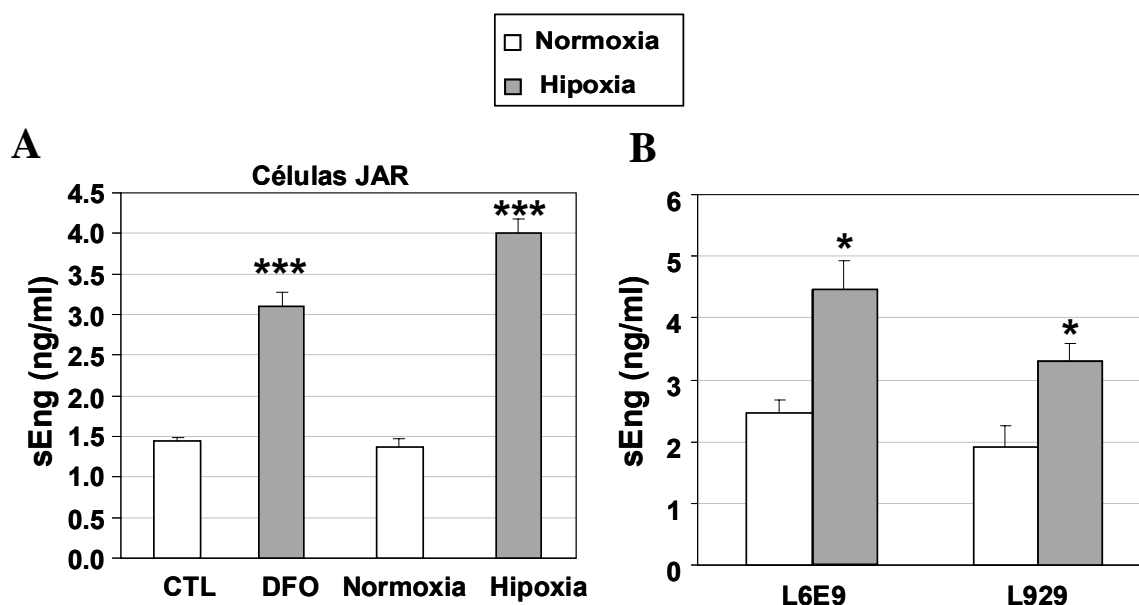 Normoxia
Hipoxia
A
Células JAR
sEng (ng/ml)
4.5
4.0
3.5
3.0
2.5
2.0
1.5
1.0
0.5
0.0
***
***
CTL DFO Normoxia Hipoxia
B
sEng (ng/ml)
6
5
4
3
2
1
0
*
*
L6E9 L929